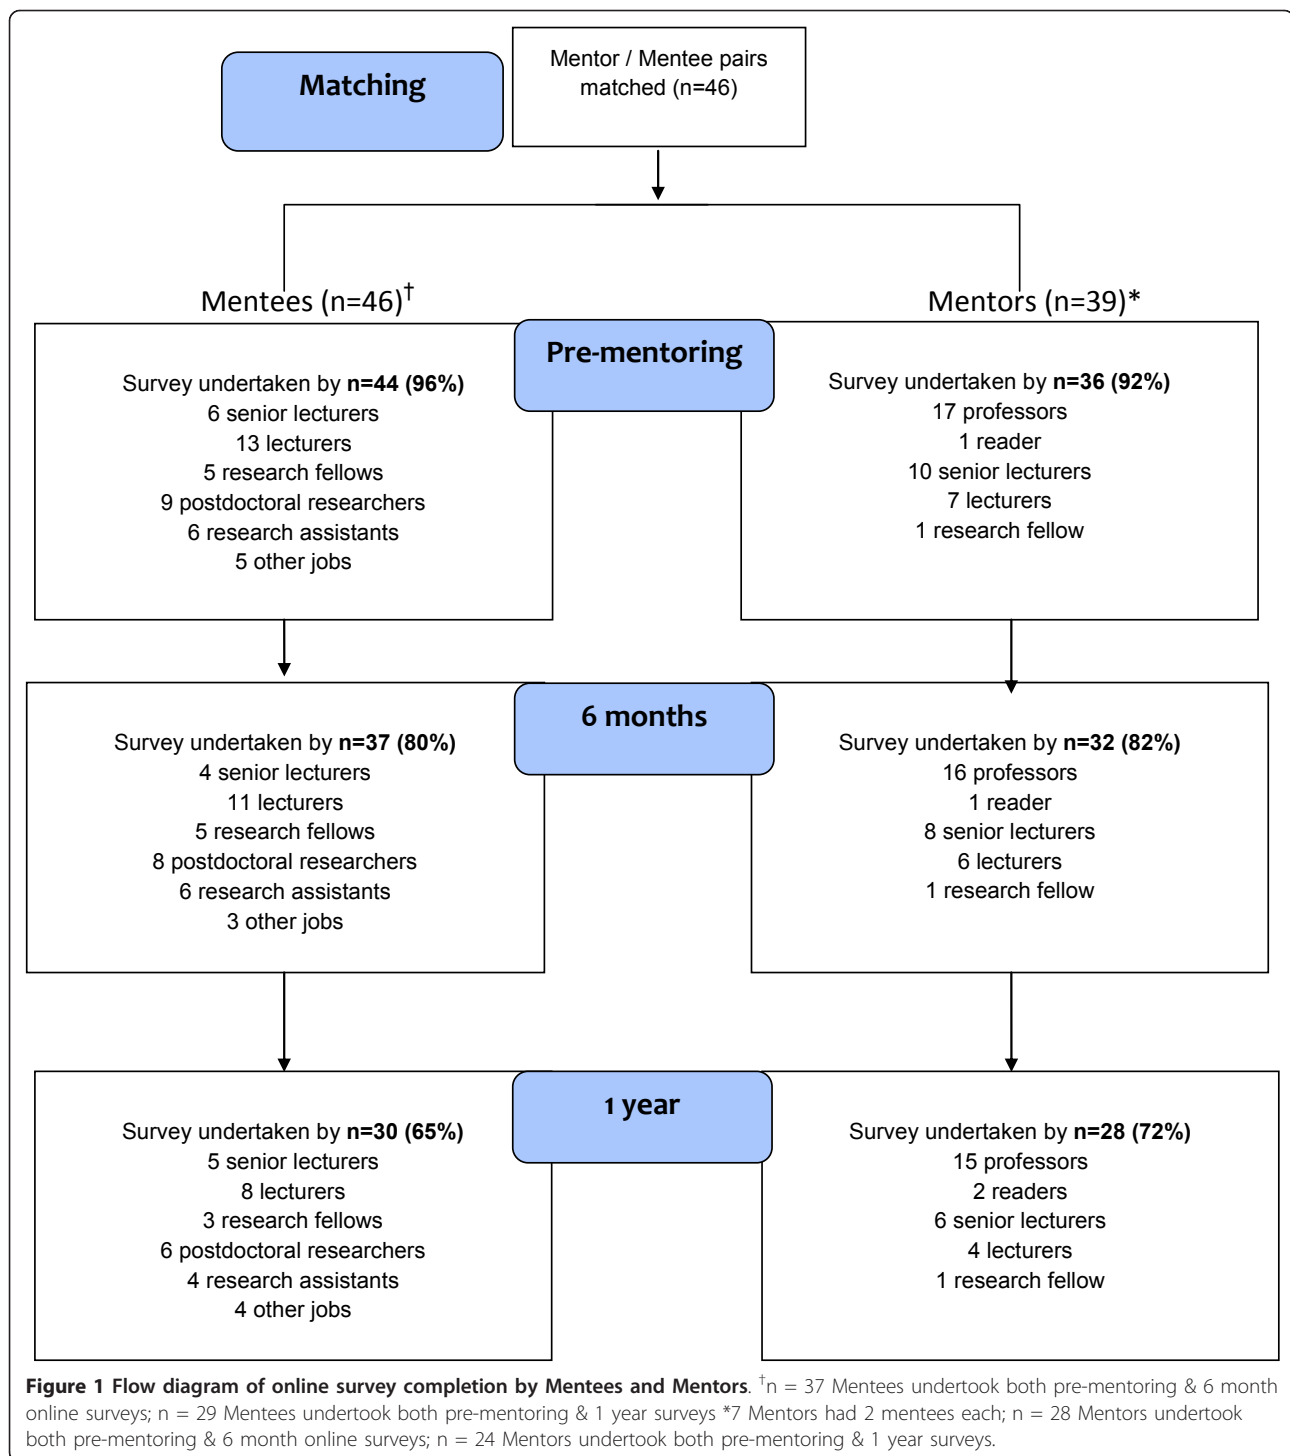 Matching
Mentor / Mentee pairs
matched (n=46)
Mentees (n=46)†
Mentors (n=39)*
Pre-mentoring
Survey undertaken by n=44 (96%)
6 senior lecturers
13 lecturers
5 research fellows
9 postdoctoral researchers
6 research assistants
5 other jobs
Survey undertaken by n=36 (92%)
17 professors
1 reader
10 senior lecturers
7 lecturers
1 research fellow
6 months
Survey undertaken by n=37 (80%)
4 senior lecturers
11 lecturers
5 research fellows
8 postdoctoral researchers
6 research assistants
3 other jobs
Survey undertaken by n=32 (82%)
16 professors
1 reader
8 senior lecturers
6 lecturers
1 research fellow
1 year
Survey undertaken by n=30 (65%)
5 senior lecturers
8 lecturers
3 research fellows
6 postdoctoral researchers
4 research assistants
4 other jobs
Survey undertaken by n=28 (72%)
15 professors
2 readers
6 senior lecturers
4 lecturers
1 research fellow
Figure 1 Flow diagram of online survey completion by Mentees and Mentors. †n = 37 Mentees undertook both pre-mentoring & 6 month
online surveys; n = 29 Mentees undertook both pre-mentoring & 1 year surveys *7 Mentors had 2 mentees each; n = 28 Mentors undertook
both pre-mentoring & 6 month online surveys; n = 24 Mentors undertook both pre-mentoring & 1 year surveys.